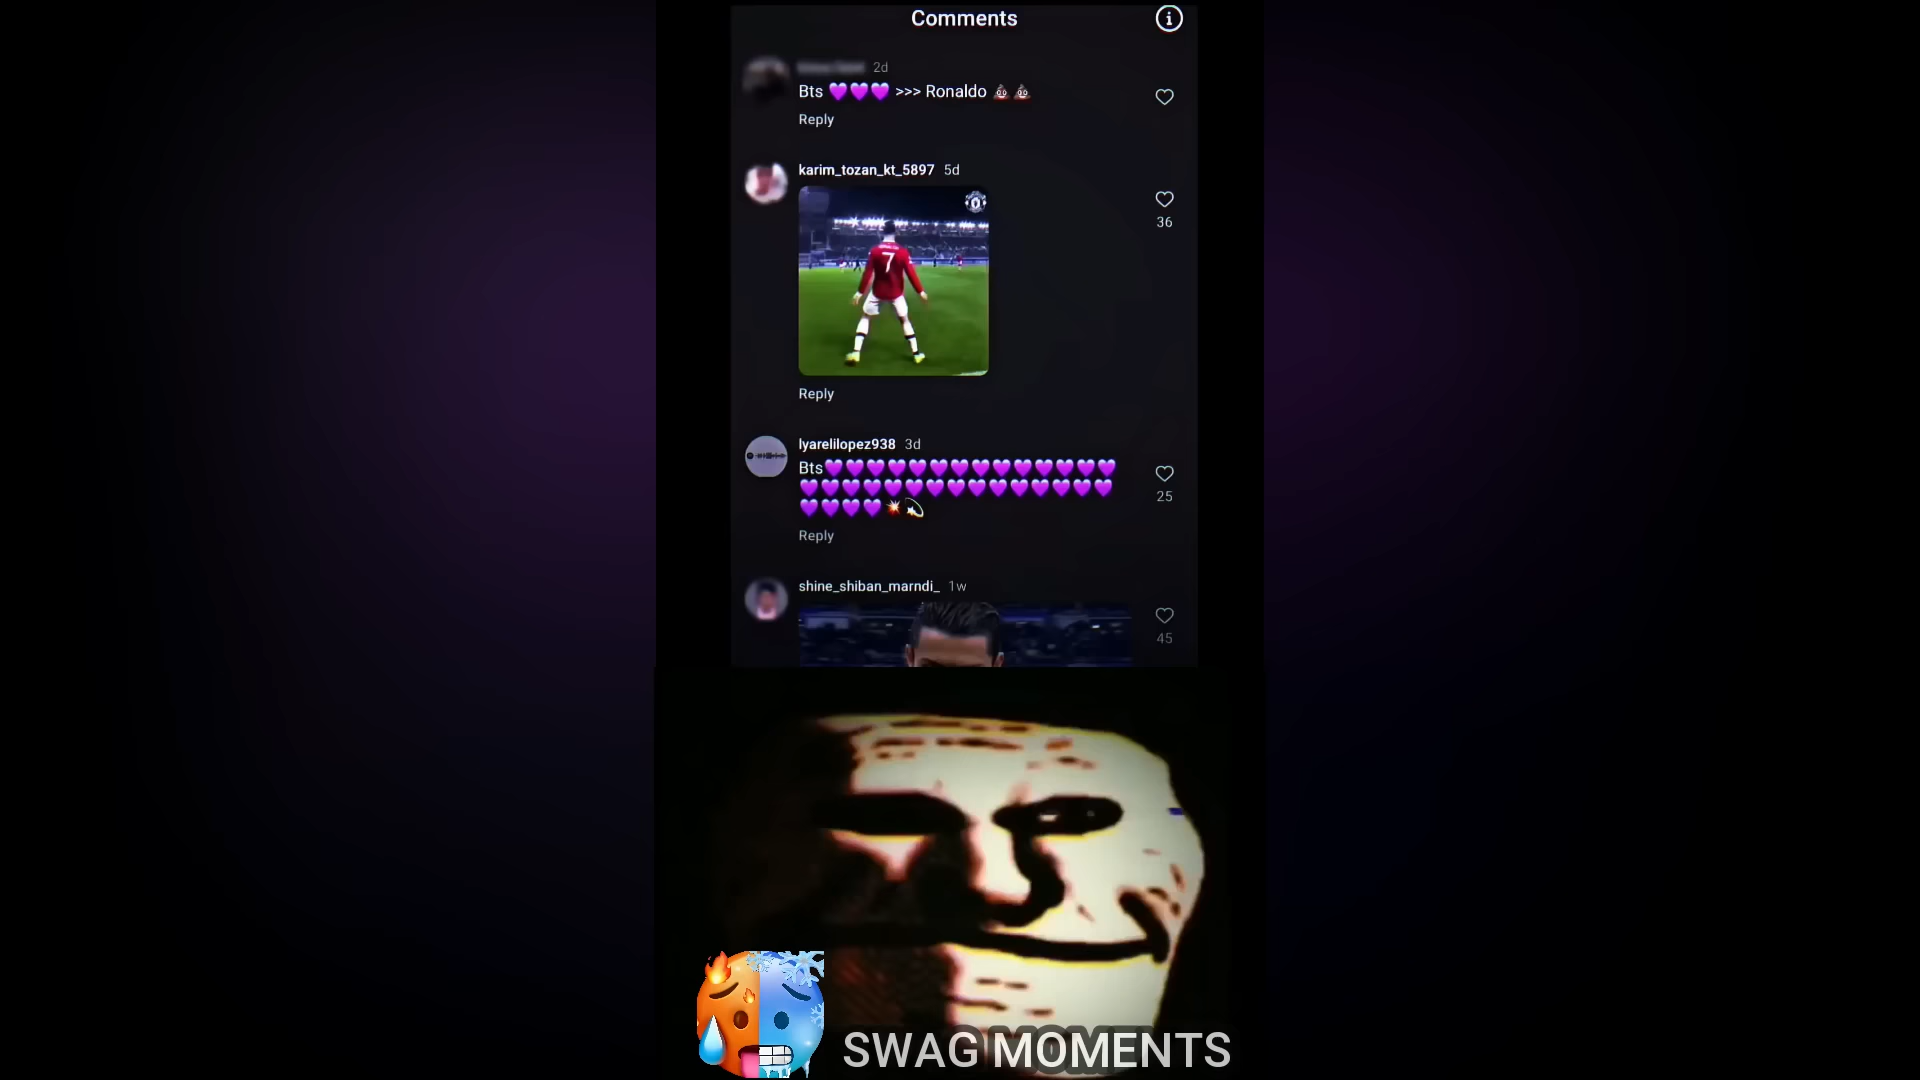 Comments
2d
Bts 💜💜💜 >>> Ronaldo 💩💩
Reply
karim_tozan_kt_5897 5d
7
36
Reply
lyarelilopez938 3d
Bts💜💜💜💜💜💜💜💜💜💜💜💜💜💜
💜💜💜💜💜💜💜💜💜💜💜💜💜💜💜
💜💜💜💜💥💫
25
Reply
shine_shiban_marndi_ 1w
45
SWAG MOMENTS